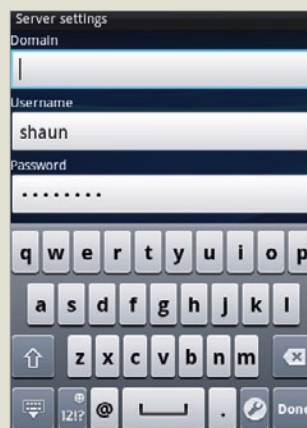 Server settings
Domain
Username
shaun
Password
........
q w e r t y u i o p
a s d f g h j k l
z x c v b n m
12!? @ . Done